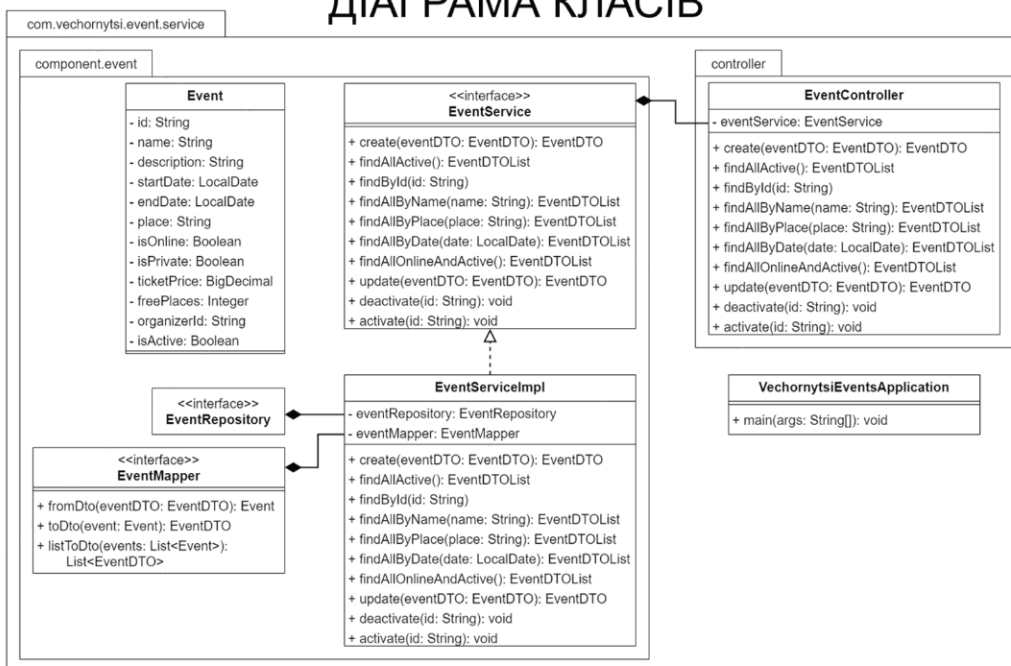 ДІАГРАМА КЛАСІВ
com.vechornytsi.event.service
component.event
Event
- id: String
- name: String
- description: String
- startDate: LocalDate
- endDate: LocalDate
- place: String
- isOnline: Boolean
- isPrivate: Boolean
- ticketPrice: BigDecimal
- freePlaces: Integer
- organizerId: String
- isActive: Boolean
<<interface>>
EventService
+ create(eventDTO: EventDTO): EventDTO
+ findAllActive(): EventDTOList
+ findById(id: String)
+ findAllByName(name: String): EventDTOList
+ findAllByPlace(place: String): EventDTOList
+ findAllByDate(date: LocalDate): EventDTOList
+ findAllOnlineAndActive(): EventDTOList
+ update(eventDTO: EventDTO): EventDTO
+ deactivate(id: String): void
+ activate(id: String): void
controller
EventController
- eventService: EventService
+ create(eventDTO: EventDTO): EventDTO
+ findAllActive(): EventDTOList
+ findById(id: String)
+ findAllByName(name: String): EventDTOList
+ findAllByPlace(place: String): EventDTOList
+ findAllByDate(date: LocalDate): EventDTOList
+ findAllOnlineAndActive(): EventDTOList
+ update(eventDTO: EventDTO): EventDTO
+ deactivate(id: String): void
+ activate(id: String): void
<<interface>>
EventRepository
<<interface>>
EventMapper
+ fromDto(eventDTO: EventDTO): Event
+ toDto(event: Event): EventDTO
+ listToDto(events: List<Event>):
List<EventDTO>
EventServiceImpl
- eventRepository: EventRepository
- eventMapper: EventMapper
+ create(eventDTO: EventDTO): EventDTO
+ findAllActive(): EventDTOList
+ findById(id: String)
+ findAllByName(name: String): EventDTOList
+ findAllByPlace(place: String): EventDTOList
+ findAllByDate(date: LocalDate): EventDTOList
+ findAllOnlineAndActive(): EventDTOList
+ update(eventDTO: EventDTO): EventDTO
+ deactivate(id: String): void
+ activate(id: String): void
VechornytsiEventsApplication
+ main(args: String[]): void